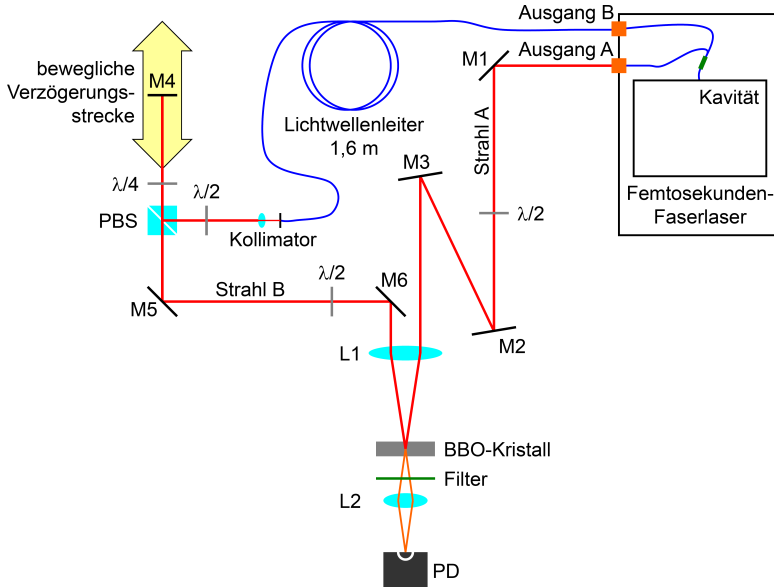 Ausgang B
Ausgang A
M1
bewegliche
Verzögerungs-
strecke
M4
Kavität
Lichtwellenleiter
1,6 m
Strahl A
M3
λ/4
λ/2
λ/2
Femtosekunden-
Faserlaser
PBS
Kollimator
λ/2
M6
Strahl B
M5
M2
L1
BBO-Kristall
Filter
L2
PD